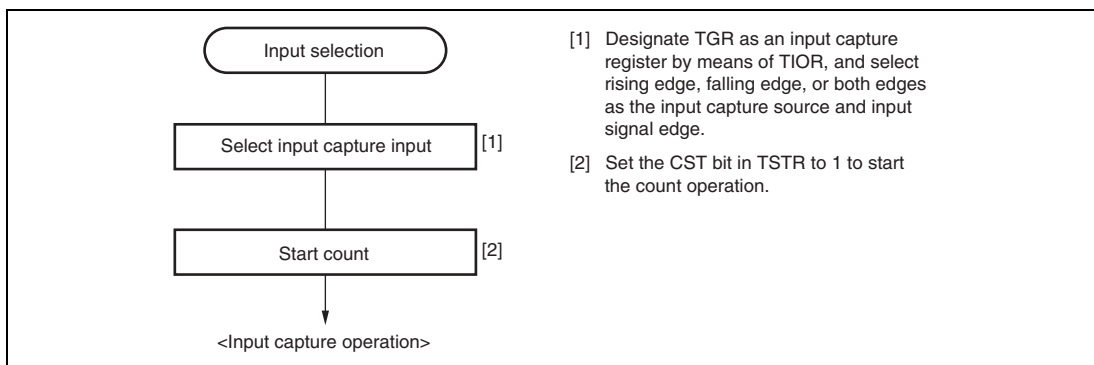 Input selection
Select input capture input
[1]
Start count
[2]
<Input capture operation>
[1] Designate TGR as an input capture
register by means of TIOR, and select
rising edge, falling edge, or both edges
as the input capture source and input
signal edge.
[2] Set the CST bit in TSTR to 1 to start
the count operation.